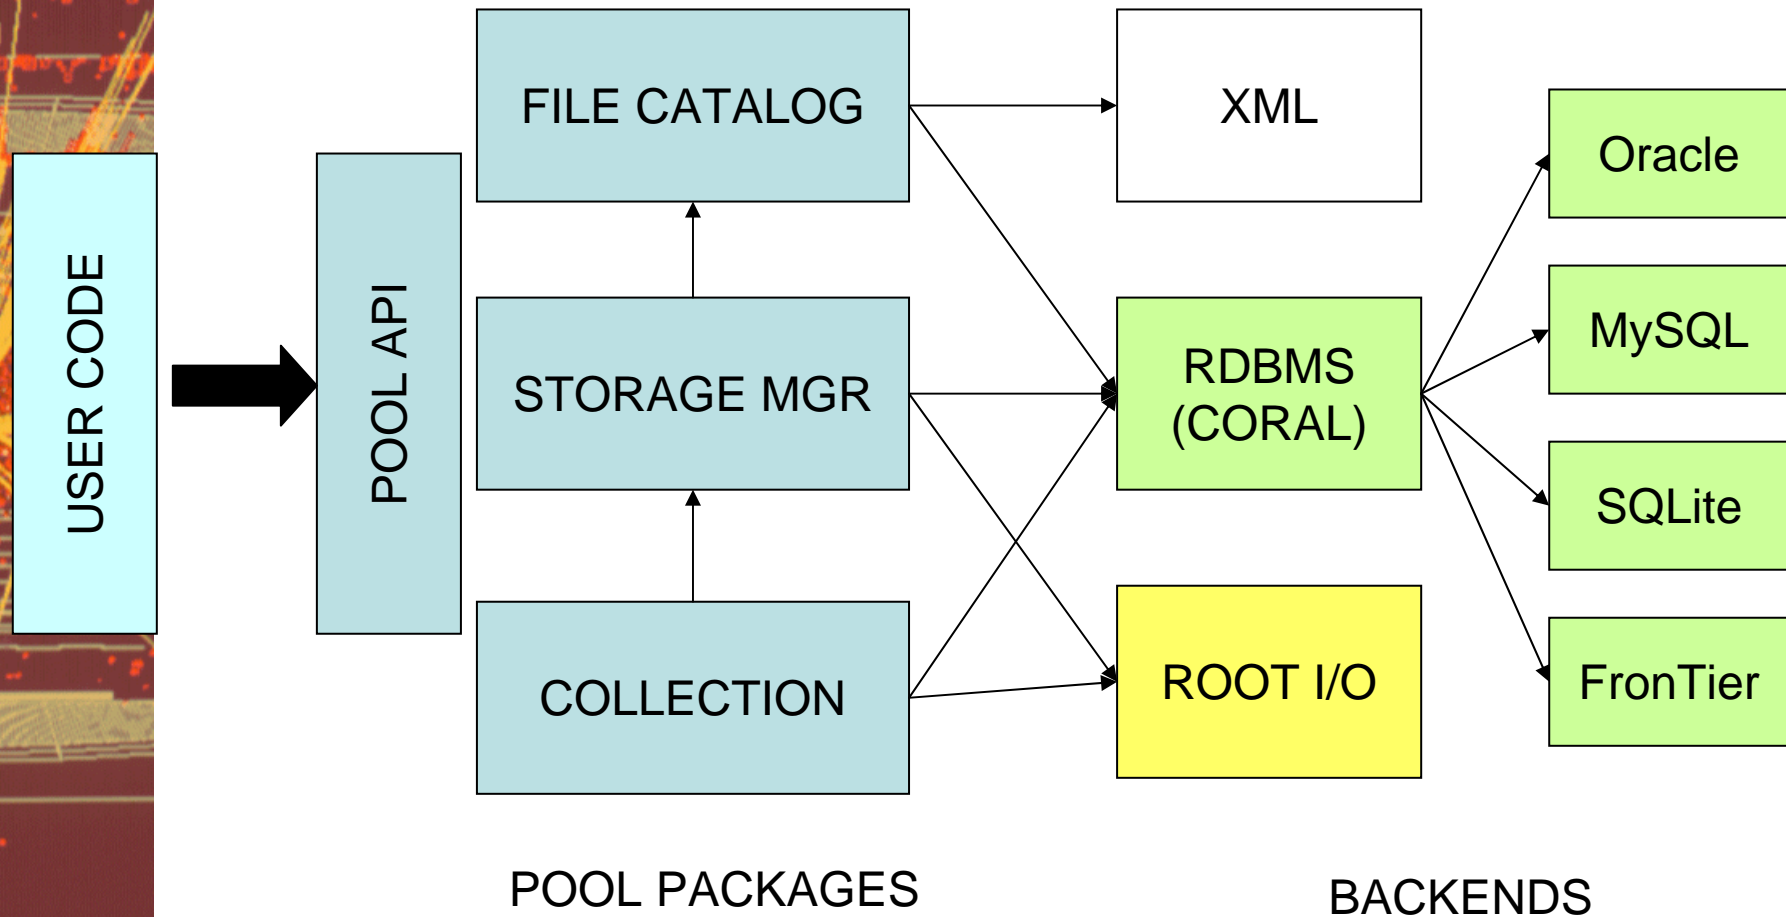 USER CODE
POOL API
FILE CATALOG
STORAGE MGR
COLLECTION
XML
RDBMS
(CORAL)
ROOT I/O
Oracle
MySQL
SQLite
FronTier
POOL PACKAGES
BACKENDS